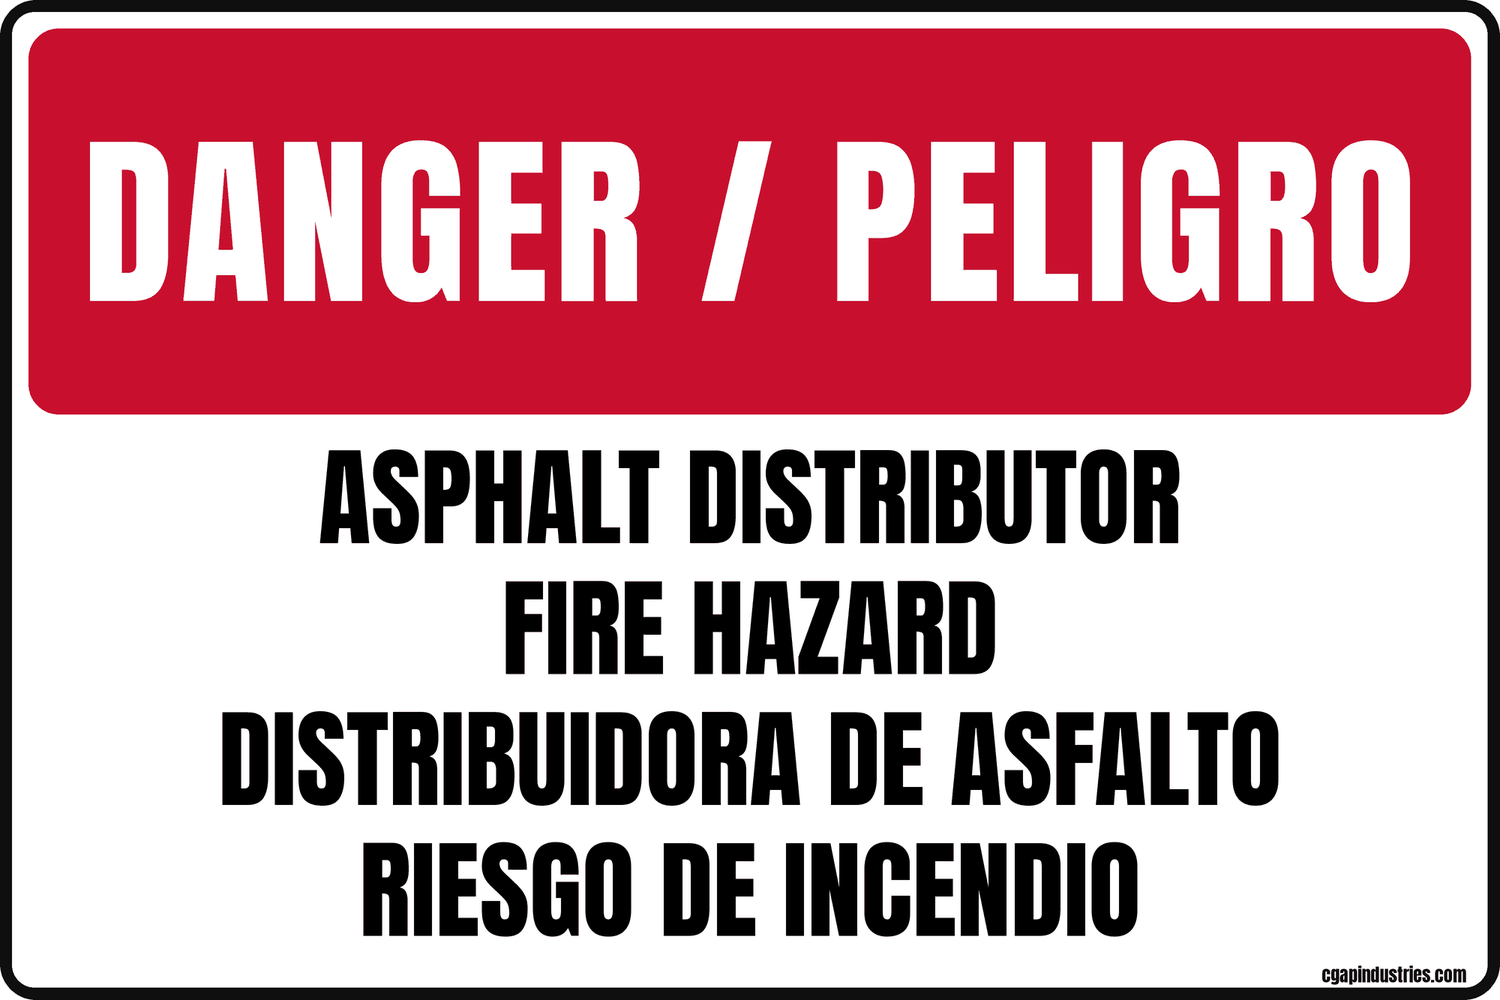 DANGER / PELIGRO
ASPHALT DISTRIBUTOR
FIRE HAZARD
DISTRIBUIDORA DE ASFALTO
RIESGO DE INCENDIO
cgapindustries.com